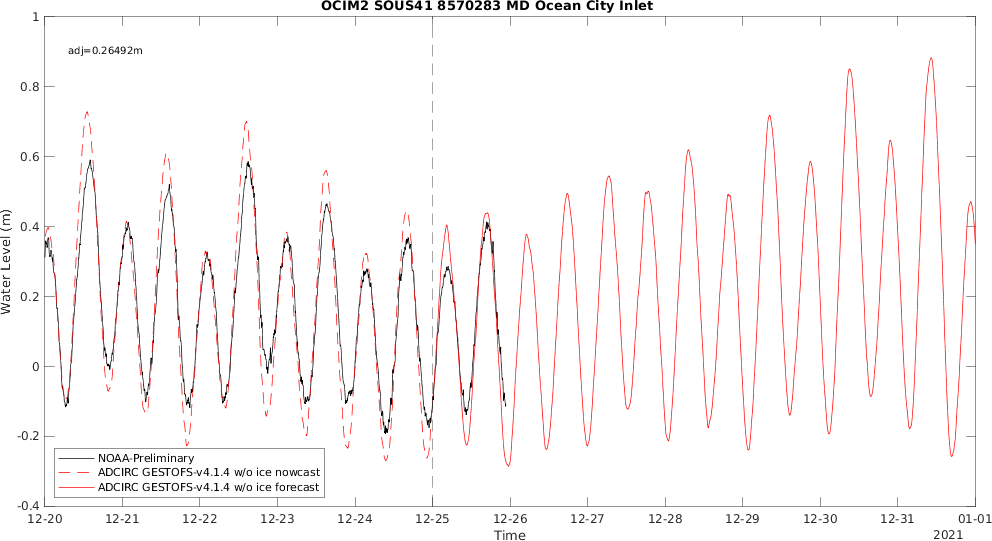 OCIM2 SOUS41 8570283 MD Ocean City Inlet
adj=0.26492m
1
0.8
0.6
0.4
0.2
0
-0.2
-0.4
Water Level (m)
NOAA-Preliminary
ADCIRC GESTOFS-v4.1.4 w/o ice nowcast
ADCIRC GESTOFS-v4.1.4 w/o ice forecast
12-20 12-21 12-22 12-23 12-24 12-25 12-26 12-27 12-28 12-29 12-30 12-31 01-01
Time
2021